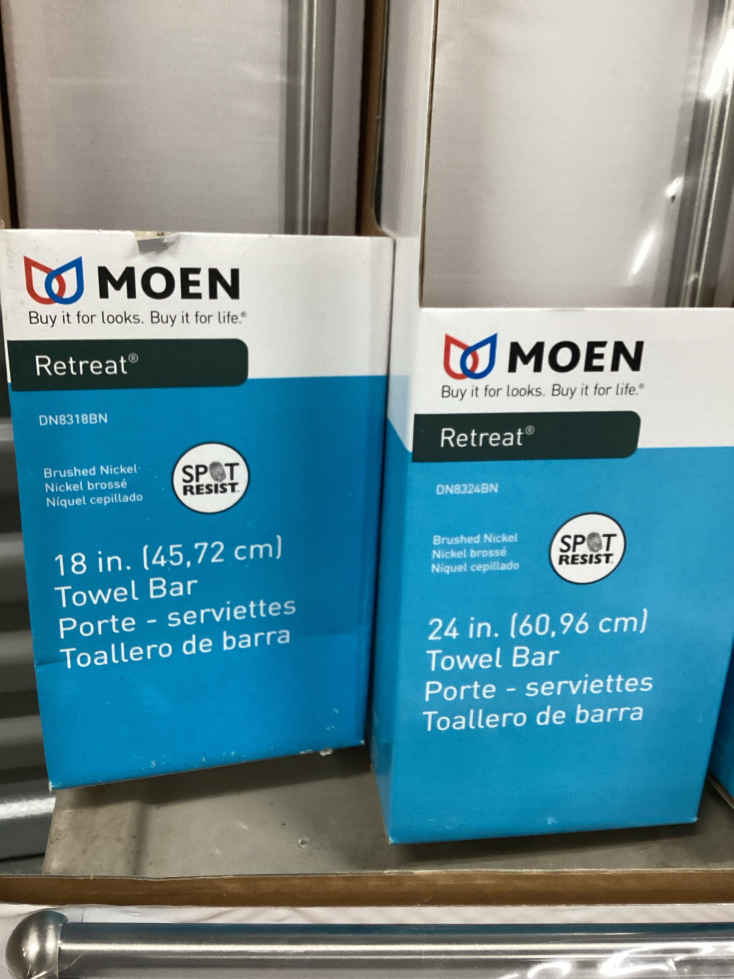 MOEN
Buy it for looks. Buy it for life.®
Retreat®
DN8318BN
Brushed Nickel
Nickel brossé
Níquel cepillado
SPOT
RESIST™
18 in. (45,72 cm)
Towel Bar
Porte - serviettes
Toallero de barra
MOEN
Buy it for looks. Buy it for life.®
Retreat®
DN8324BN
Brushed Nickel
Nickel brossé
Níquel cepillado
SPOT
RESIST™
24 in. (60,96 cm)
Towel Bar
Porte - serviettes
Toallero de barra